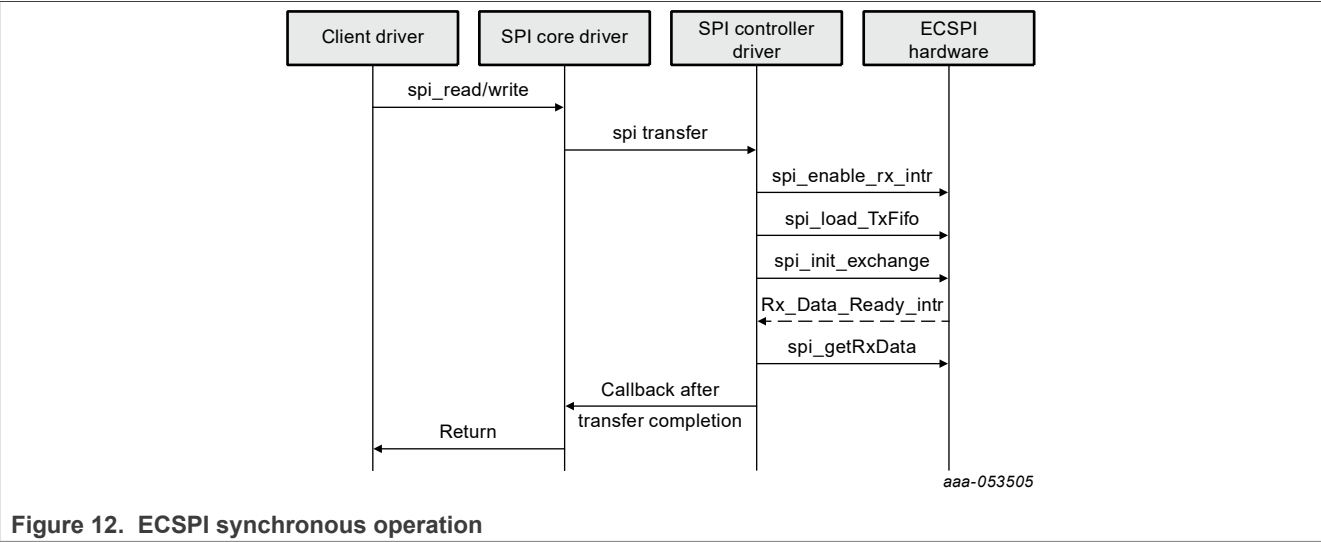 Client driver
SPI core driver
SPI controller
driver
ECSPI
hardware
spi_read/write
spi transfer
spi_enable_rx_intr
spi_load_TxFifo
spi_init_exchange
Rx_Data_Ready_intr
spi_getRxData
Callback after
transfer completion
Return
aaa-053505
Figure 12. ECSPI synchronous operation